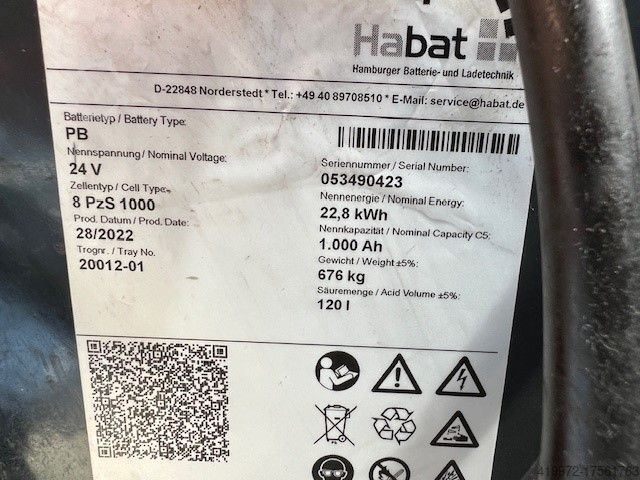 Habat
Hamburger Batterie- und Ladetechnik
D-22848 Norderstedt * Tel.: +49 40 89708510 * E-Mail: service@habat.de
Batterietyp / Battery Type:
PB
Nennspannung / Nominal Voltage:
24 V
Zellentyp / Cell Type:
8 PzS 1000
Prod. Datum / Prod. Date:
28/2022
Trognr. / Tray No.
20012-01
Seriennummer / Serial Number:
053490423
Nennenergie / Nominal Energy:
22,8 kWh
Nennkapazität / Nominal Capacity C5:
1.000 Ah
Gewicht / Weight ±5%:
676 kg
Säuremenge / Acid Volume ±5%:
120 l
419972-17561763